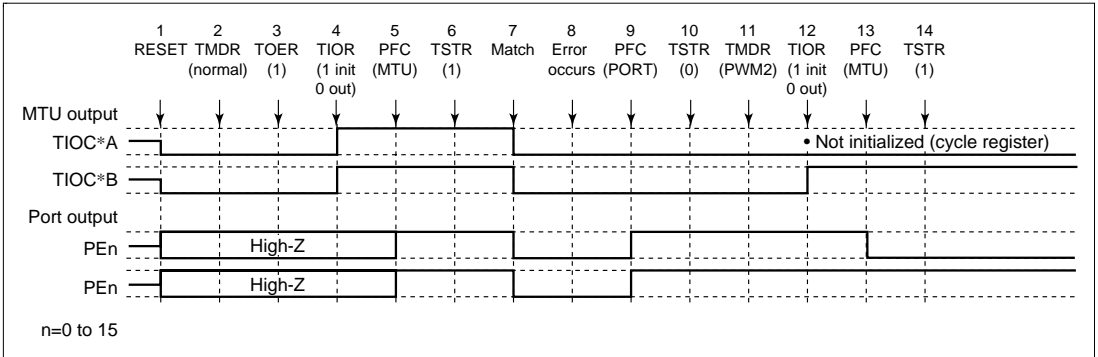 1 2 3 4 5 6 7 8 9 10 11 12 13 14
RESET TMDR TOER TIOR PFC TSTR Match Error PFC TSTR TMDR TIOR PFC TSTR
(normal) (1) (1 init (MTU) (1) occurs (PORT) (0) (PWM2) (1 init (MTU) (1)
0 out) 0 out)
MTU output
TIOC*A • Not initialized (cycle register)
TIOC*B
Port output
PEn High-Z
PEn High-Z
n=0 to 15